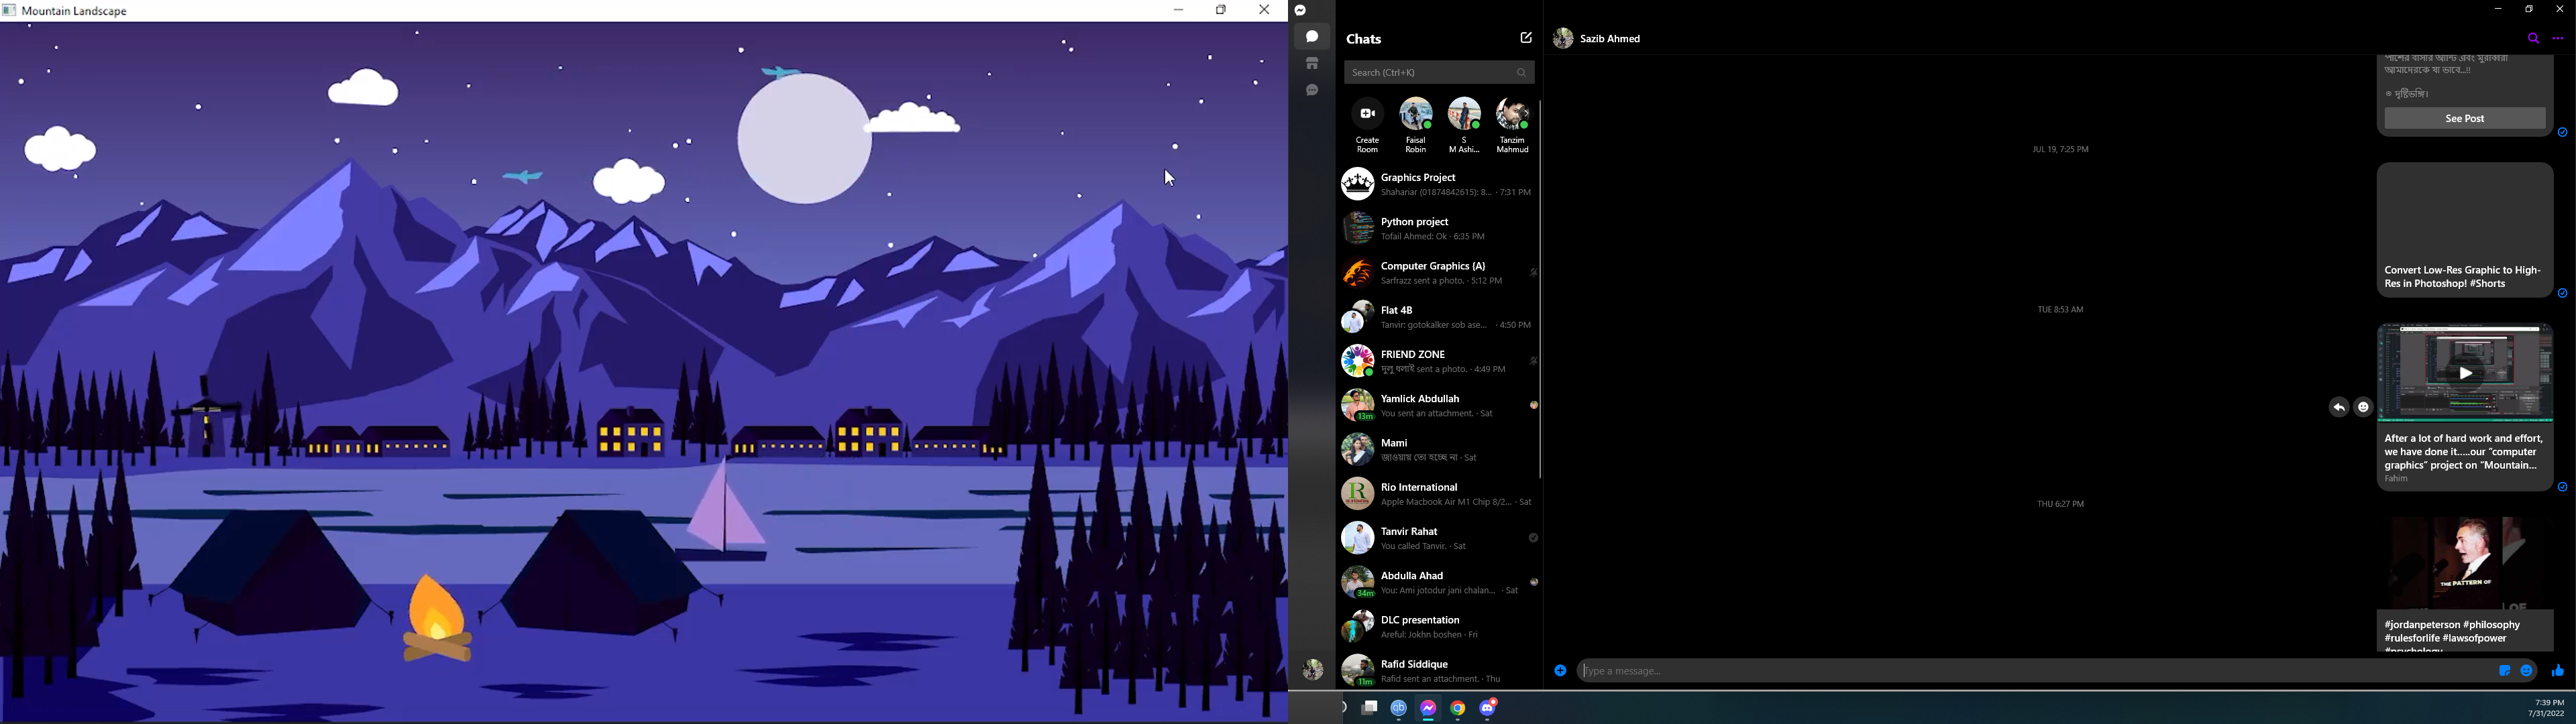 Mountain Landscape
Chats
Search (Ctrl+K)
Create
Room
Faisal
Robin
S
M Ashi...
Tanzim
Mahmud
Graphics Project
Shahariar (01874842615): 8... · 7:31 PM
Python project
Tofail Ahmed: Ok · 6:35 PM
Computer Graphics {A}
Sarfrazz sent a photo. · 5:12 PM
Flat 4B
Tanvir: gotokalker sob ase... · 4:50 PM
FRIEND ZONE
sent a photo. · 4:49 PM
Yamlick Abdullah
You sent an attachment. · Sat
13m
Mami
জাওয়ায় তো হচ্ছে না · Sat
Rio International
Apple Macbook Air M1 Chip 8/2... · Sat
Tanvir Rahat
You called Tanvir. · Sat
Abdulla Ahad
You: Ami jotodur jani chalan... · Sat
34m
DLC presentation
Areful: Jokhn boshen · Fri
Rafid Siddique
Rafid sent an attachment. · Thu
11m
Sazib Ahmed
আমাদেরকে যা ভাবে...!!
See Post
JUL 19, 7:25 PM
Convert Low-Res Graphic to High-
Res in Photoshop! #Shorts
TUE 8:53 AM
After a lot of hard work and effort,
we have done it.....our "computer
graphics" project on "Mountain...
Fahim
THU 6:27 PM
THE PATTERN OF
#jordanpeterson #philosophy
#rulesforlife #lawsofpower
#psychology
Type a message...
qb
7:39 PM
7/31/2022